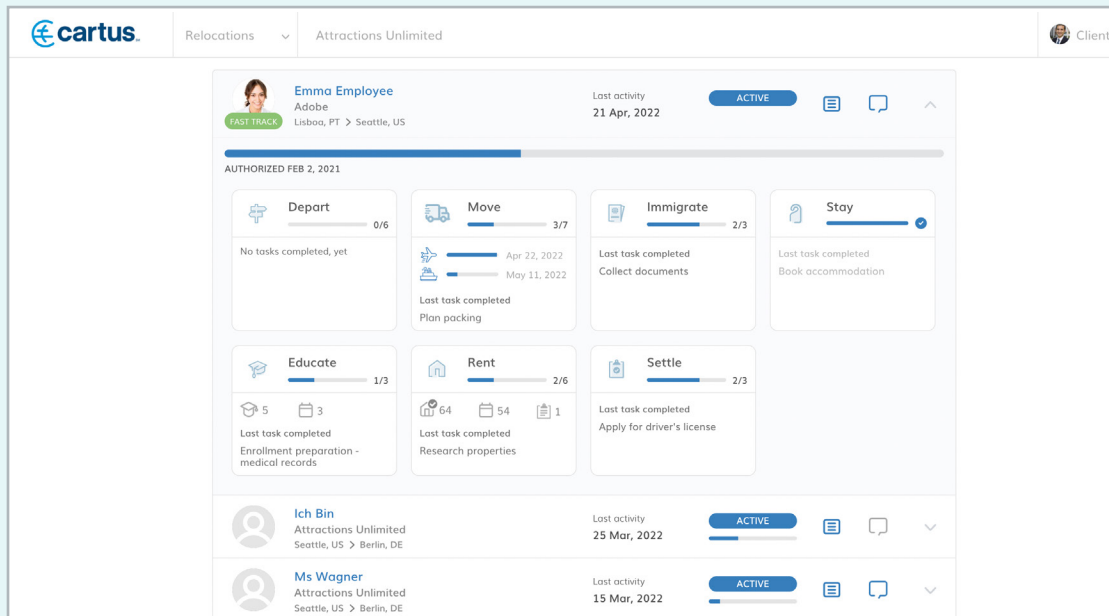 cartus.
Relocations
Attractions Unlimited
Client
Emma Employee
Adobe
Lisboa, PT > Seattle, US
FAST TRACK
Last activity
21 Apr, 2022
ACTIVE
AUTHORIZED FEB 2, 2021
Depart
0/6
No tasks completed, yet
Move
3/7
Apr 22, 2022
May 11, 2022
Last task completed
Plan packing
Immigrate
2/3
Last task completed
Collect documents
Stay
Last task completed
Book accommodation
Educate
1/3
5
3
Last task completed
Enrollment preparation -
medical records
Rent
2/6
64
54
1
Last task completed
Research properties
Settle
2/3
Last task completed
Apply for driver's license
Ich Bin
Attractions Unlimited
Seattle, US > Berlin, DE
Last activity
25 Mar, 2022
ACTIVE
Ms Wagner
Attractions Unlimited
Seattle, US > Berlin, DE
Last activity
15 Mar, 2022
ACTIVE